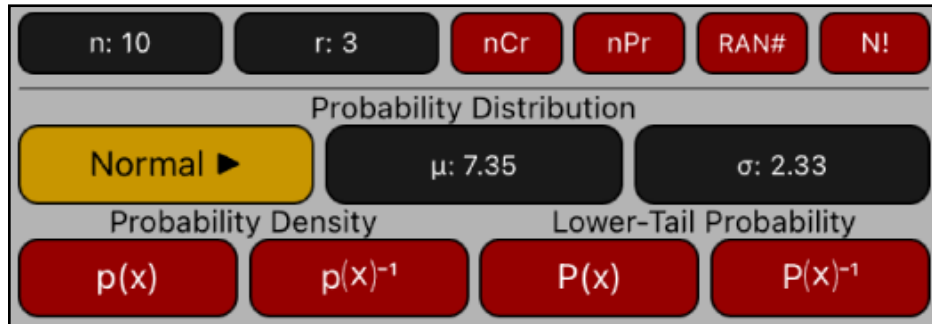 n: 10 r: 3 nCr nPr RAN# N!
Probability Distribution
Normal ▶ μ: 7.35 σ: 2.33
Probability Density Lower-Tail Probability
p(x) p(x)⁻¹ P(x) P(x)⁻¹